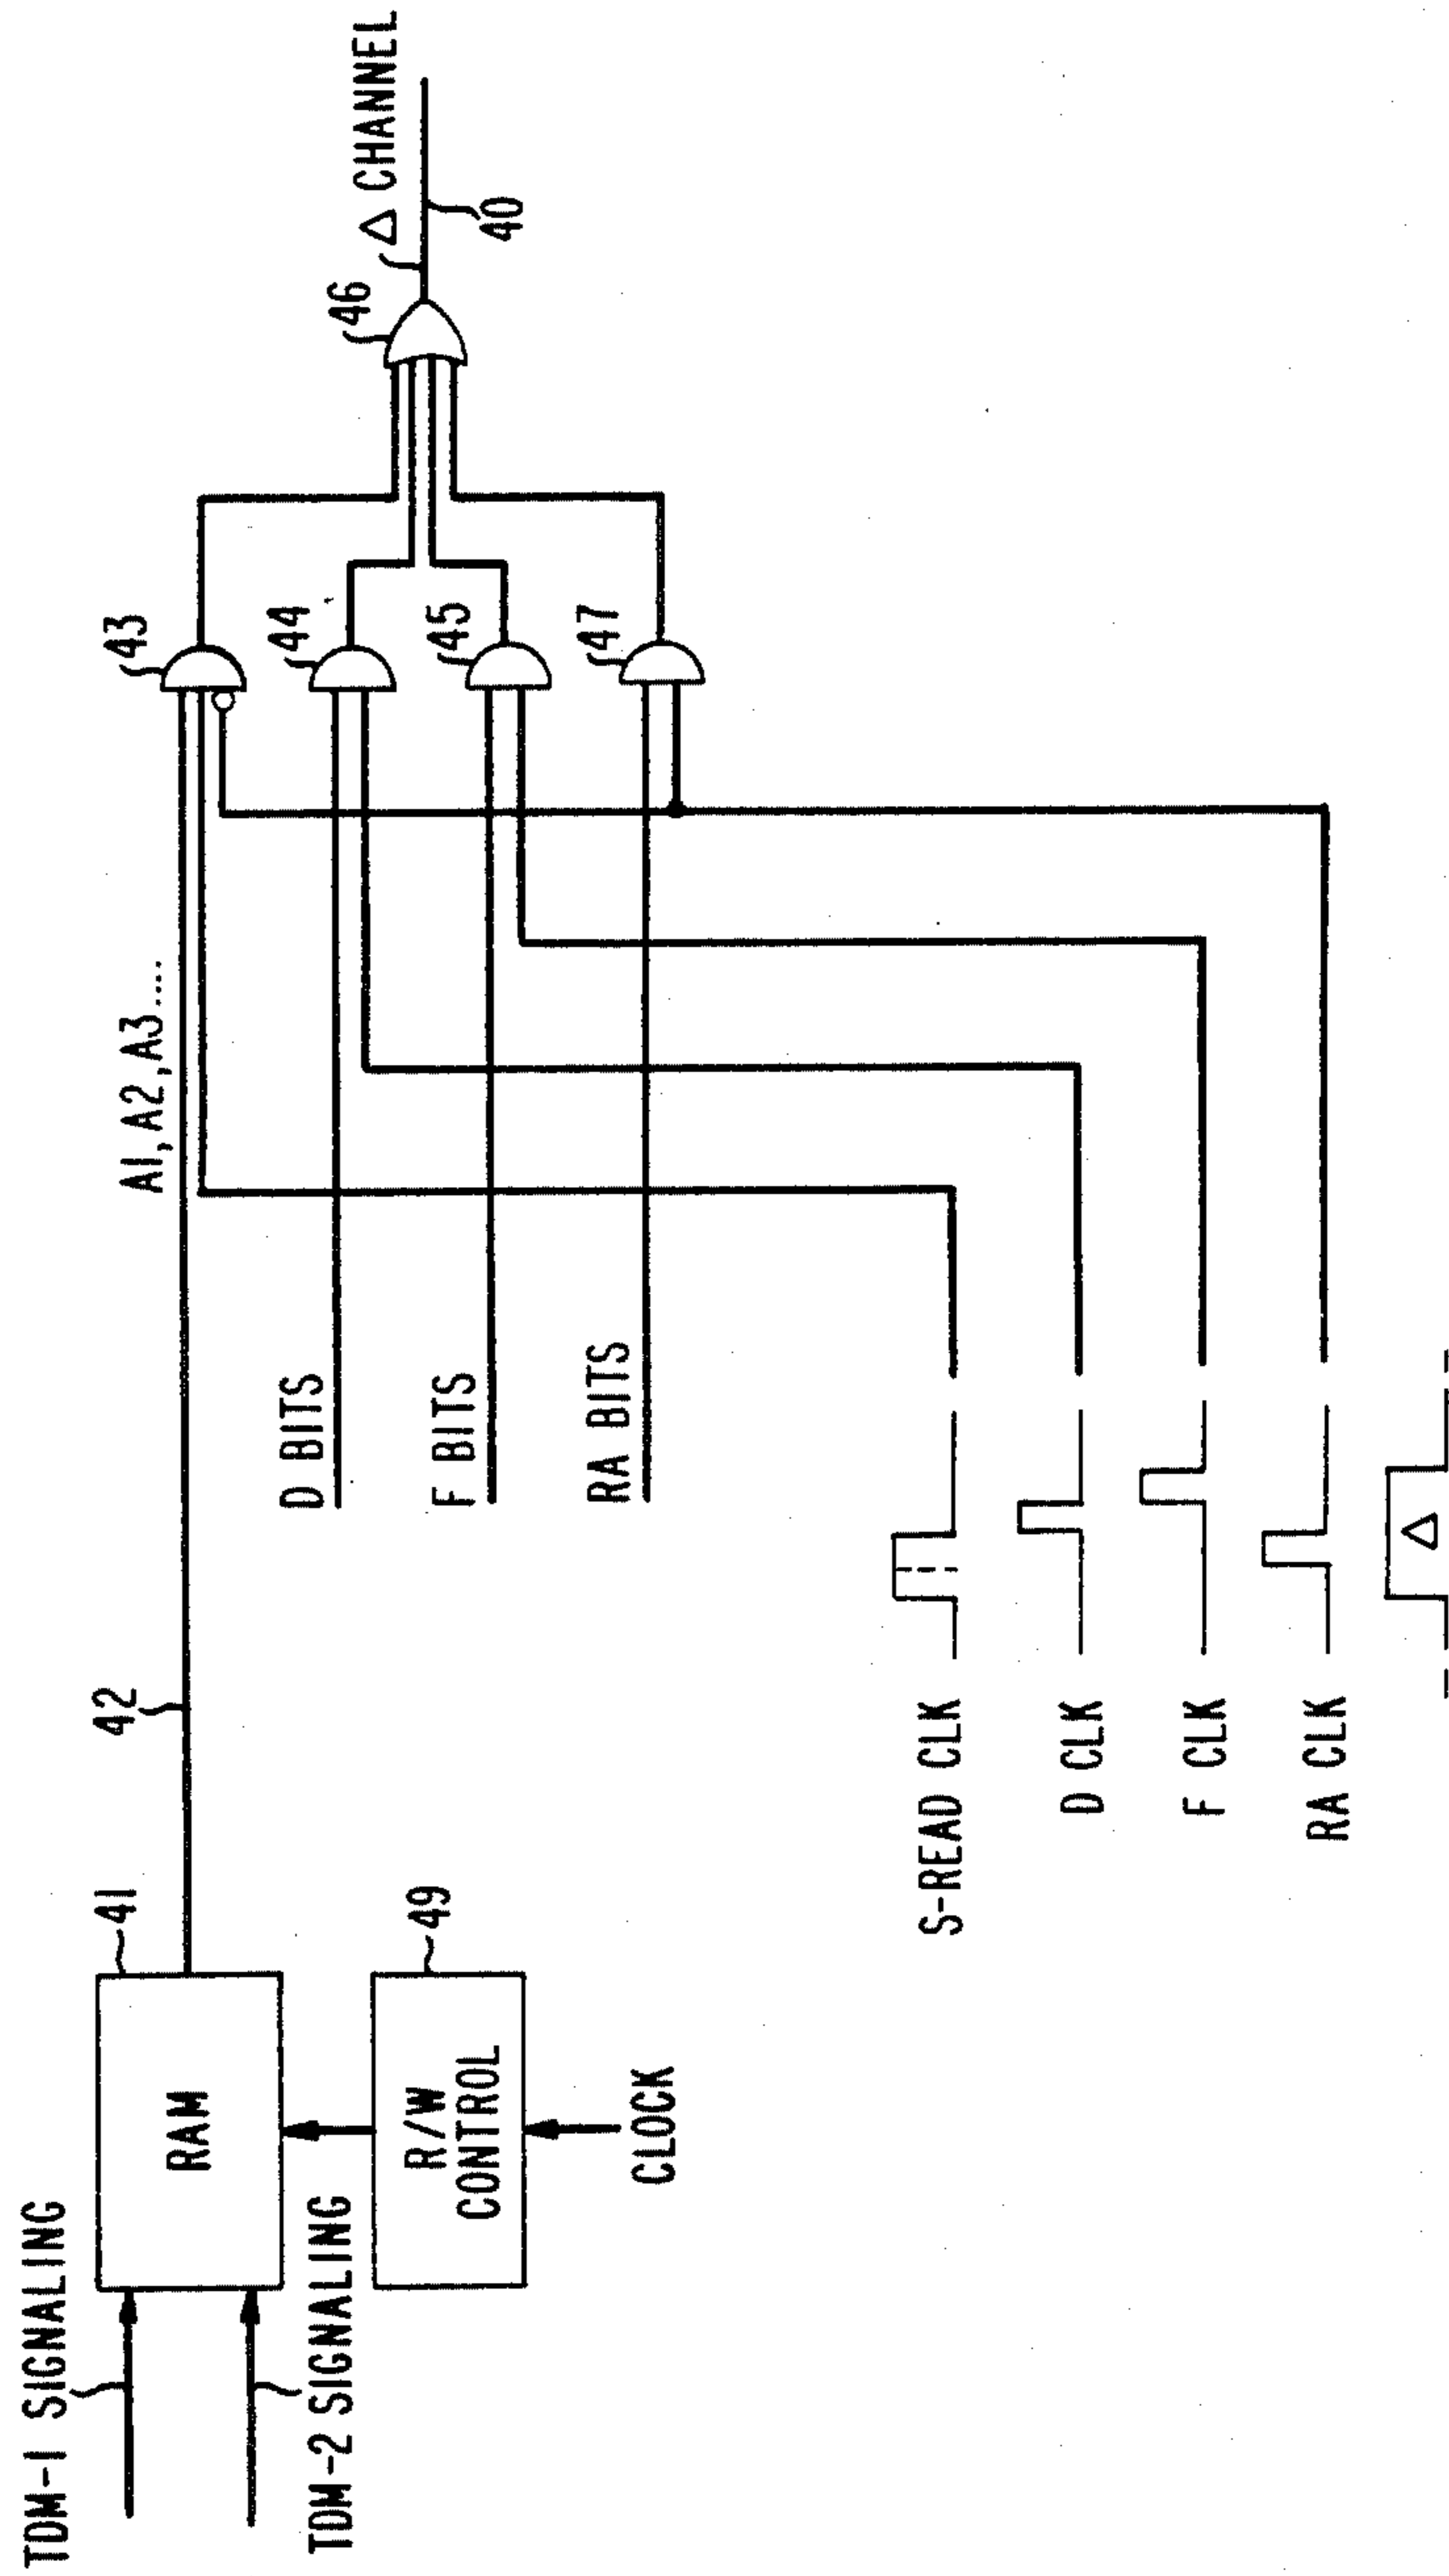 TDM-1 SIGNALING
41
RAM
TDM-2 SIGNALING
49
R/W
CONTROL
CLOCK
42
A1, A2, A3....
D BITS
F BITS
RA BITS
43
44
45
47
46
Δ CHANNEL
40
S-READ CLK
D CLK
F CLK
RA CLK
Δ